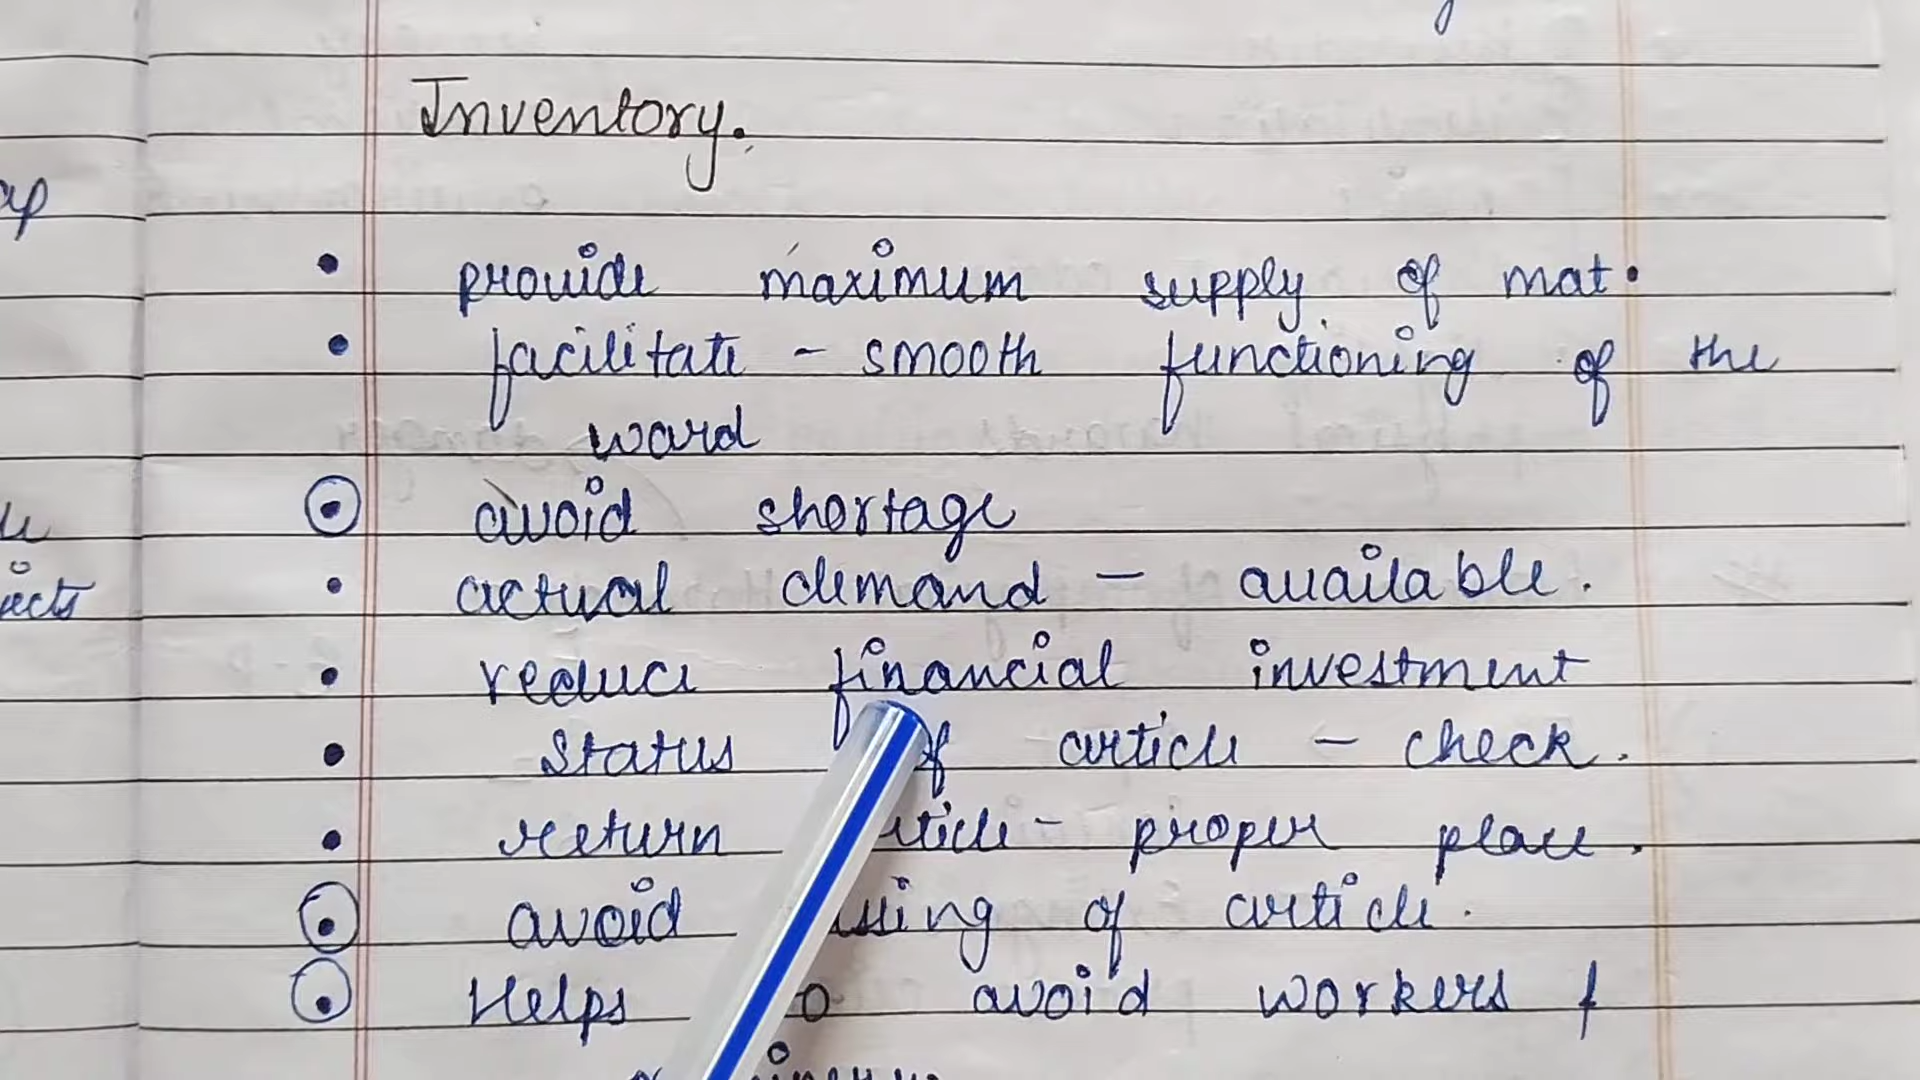 Inventory.
• provide maximum supply of mat.
• facilitate - smooth functioning of the
ward
• avoid shortage
• actual demand - available.
• reduce financial investment
• status of article - check.
• return - proper place.
• avoid of article.
• Helps avoid workers